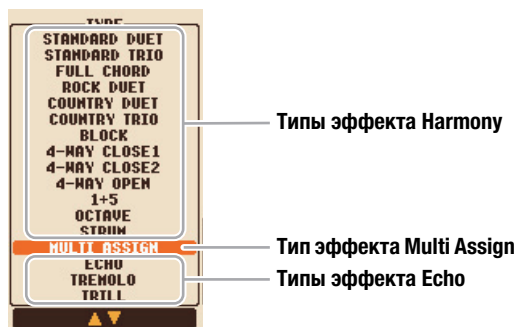 TYPE
STANDARD DUET
STANDARD TRIO
FULL CHORD
ROCK DUET
COUNTRY DUET
COUNTRY TRIO
BLOCK
4-WAY CLOSE1
4-WAY CLOSE2
4-WAY OPEN
1+5
OCTAVE
STRUM
MULTI ASSIGN
ECHO
TREMOLO
TRILL
Типы эффекта Harmony
Тип эффекта Multi Assign
Типы эффекта Echo